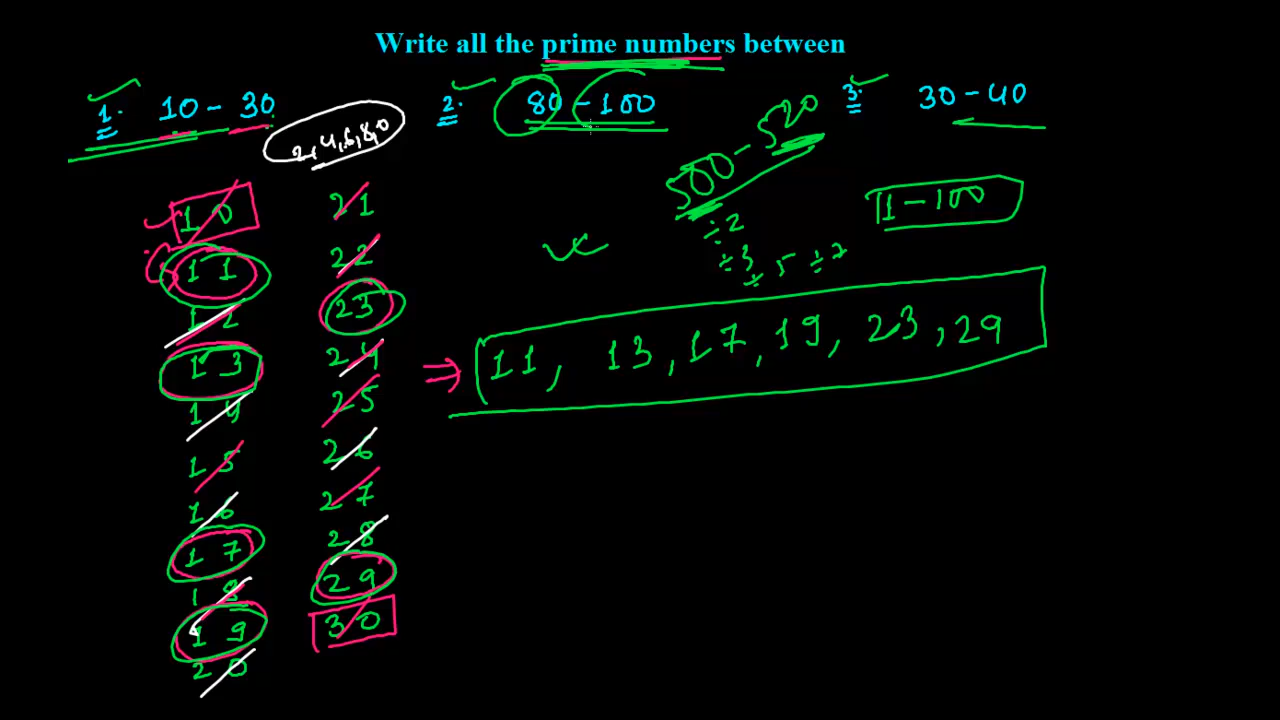 Write all the prime numbers between
1. 10 - 30
2. 80 - 100
3. 30 - 40
2, 4, 6, 8, 0
500 - 520
÷ 2
÷ 3
÷ 5 ÷ 7
1 - 100
10
11
12
13
14
15
16
17
18
19
20
21
22
23
24
25
26
27
28
29
30
⇒ 11, 13, 17, 19, 23, 29